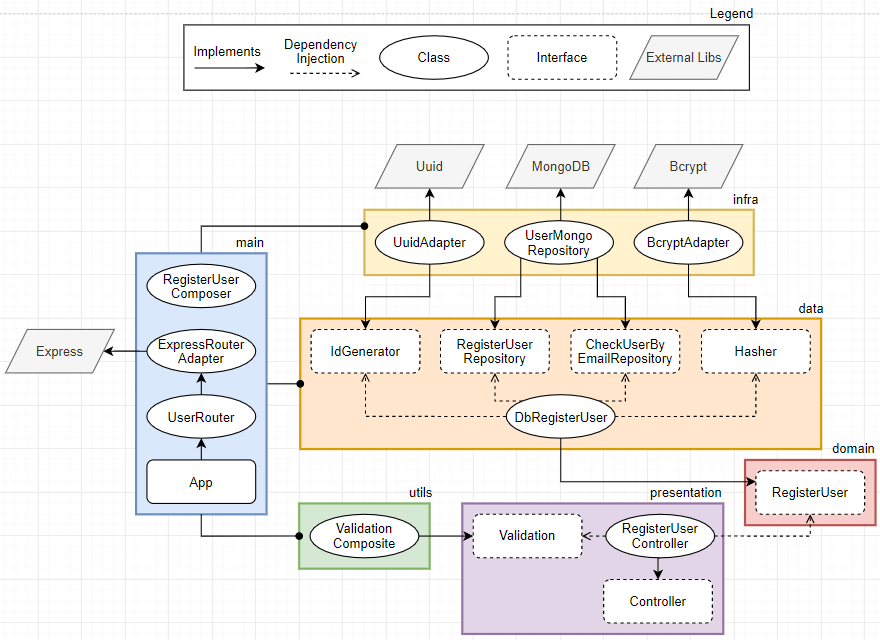 Legend
Implements
Dependency
Injection
Class
Interface
External Libs
Uuid
MongoDB
Bcrypt
infra
UuidAdapter
UserMongo
Repository
BcryptAdapter
main
RegisterUser
Composer
data
Express
ExpressRouter
Adapter
IdGenerator
RegisterUser
Repository
CheckUserBy
EmailRepository
Hasher
UserRouter
DbRegisterUser
domain
App
RegisterUser
utils
presentation
Validation
Composite
Validation
RegisterUser
Controller
Controller